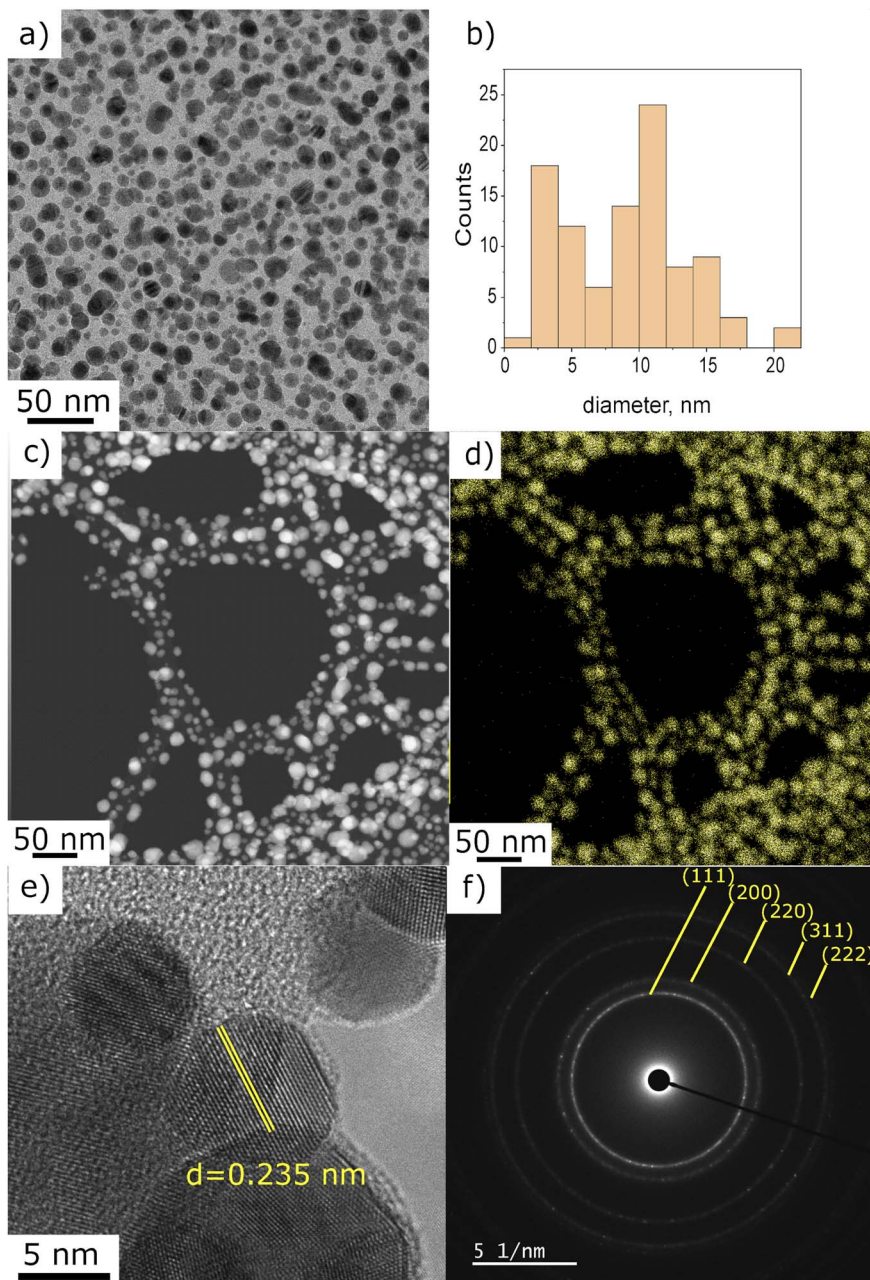 a)
50 nm
b)
25
20
15
10
5
0
Counts
0 5 10 15 20
diameter, nm
c)
50 nm
d)
50 nm
e)
d=0.235 nm
5 nm
f)
(111)
(200)
(220)
(311)
(222)
5 1/nm